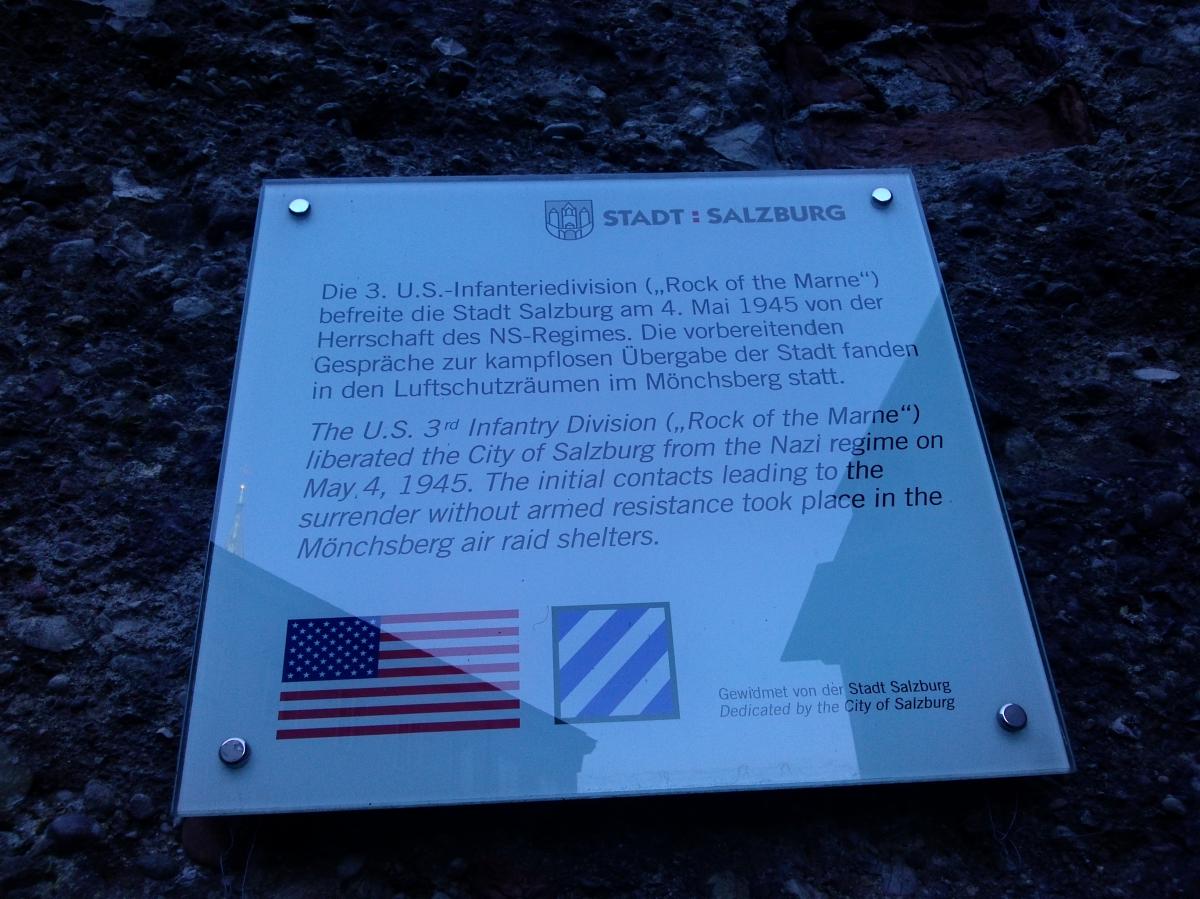 STADT : SALZBURG
Die 3. U.S.-Infanteriedivision („Rock of the Marne“)
befreite die Stadt Salzburg am 4. Mai 1945 von der
Herrschaft des NS-Regimes. Die vorbereitenden
Gespräche zur kampflosen Übergabe der Stadt fanden
in den Luftschutzräumen im Mönchsberg statt.
The U.S. 3rd Infantry Division („Rock of the Marne“)
liberated the City of Salzburg from the Nazi regime on
May 4, 1945. The initial contacts leading to the
surrender without armed resistance took place in the
Mönchsberg air raid shelters.
Gewidmet von der Stadt Salzburg
Dedicated by the City of Salzburg